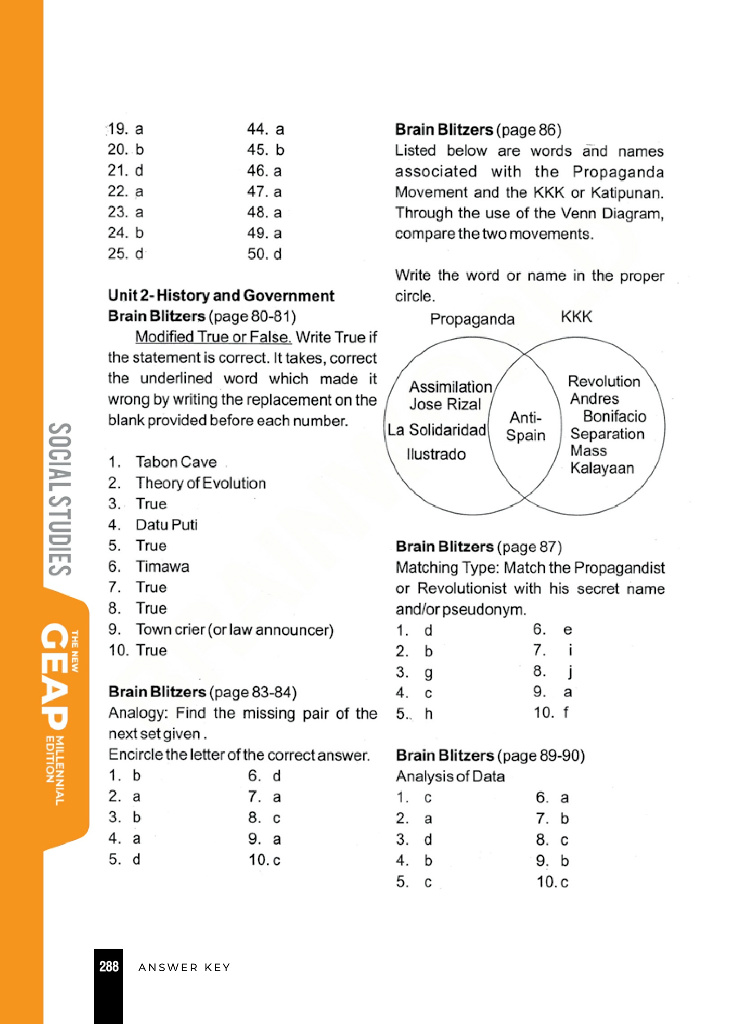 19. a
20. b
21. d
22. a
23. a
24. b
25. d
44. a
45. b
46. a
47. a
48. a
49. a
50. d
Unit 2- History and Government
Brain Blitzers (page 80-81)
Modified True or False. Write True if
the statement is correct. It takes, correct
the underlined word which made it
wrong by writing the replacement on the
blank provided before each number.
1. Tabon Cave
2. Theory of Evolution
3. True
4. Datu Puti
5. True
6. Timawa
7. True
8. True
9. Town crier (or law announcer)
10. True
Brain Blitzers (page 83-84)
Analogy: Find the missing pair of the
next set given .
Encircle the letter of the correct answer.
1. b
2. a
3. b
4. a
5. d
6. d
7. a
8. c
9. a
10. c
Brain Blitzers (page 86)
Listed below are words and names
associated with the Propaganda
Movement and the KKK or Katipunan.
Through the use of the Venn Diagram,
compare the two movements.
Write the word or name in the proper
circle.
Propaganda KKK
Assimilation
Jose Rizal
La Solidaridad
Ilustrado
Anti-
Spain
Revolution
Andres
Bonifacio
Separation
Mass
Kalayaan
Brain Blitzers (page 87)
Matching Type: Match the Propagandist
or Revolutionist with his secret name
and/or pseudonym.
1. d
2. b
3. g
4. c
5.. h
6. e
7. i
8. j
9. a
10. f
Brain Blitzers (page 89-90)
Analysis of Data
1. c
2. a
3. d
4. b
5. c
6. a
7. b
8. c
9. b
10. c
SOCIAL STUDIES
THE NEW
GEAP
MILLENNIAL
EDITION
288 ANSWER KEY